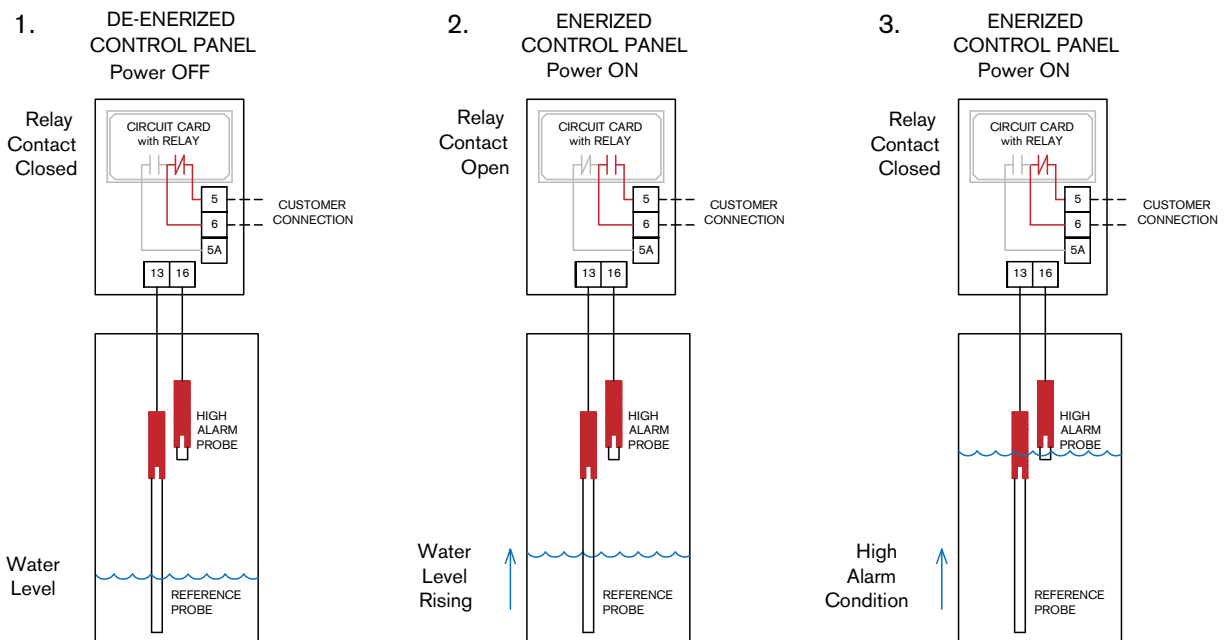 1.
DE-ENERIZED
CONTROL PANEL
Power OFF
Relay
Contact
Closed
CIRCUIT CARD
with RELAY
5
6
5A
CUSTOMER
CONNECTION
13 16
HIGH
ALARM
PROBE
Water
Level
REFERENCE
PROBE
2.
ENERIZED
CONTROL PANEL
Power ON
Relay
Contact
Open
CIRCUIT CARD
with RELAY
5
6
5A
CUSTOMER
CONNECTION
13 16
HIGH
ALARM
PROBE
Water
Level
Rising
REFERENCE
PROBE
3.
ENERIZED
CONTROL PANEL
Power ON
Relay
Contact
Closed
CIRCUIT CARD
with RELAY
5
6
5A
CUSTOMER
CONNECTION
13 16
HIGH
ALARM
PROBE
High
Alarm
Condition
REFERENCE
PROBE